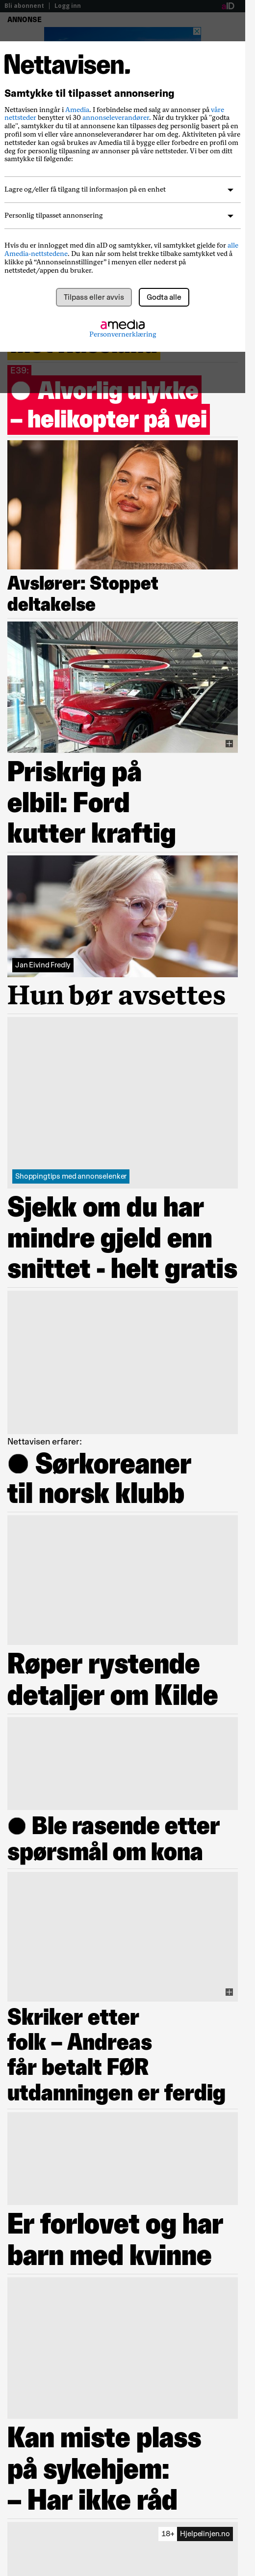 Bli abonnent | Logg inn
aID
ANNONSE
Nettavisen.
Samtykke til tilpasset annonsering
Nettavisen inngår i Amedia. I forbindelse med salg av annonser på våre
nettsteder benytter vi 30 annonseleverandører. Når du trykker på "godta
alle", samtykker du til at annonsene kan tilpasses deg personlig basert på en
profil som vi eller våre annonseleverandører har om deg. Aktiviteten på våre
nettsteder kan også brukes av Amedia til å bygge eller forbedre en profil om
deg for personlig tilpasning av annonser på våre nettsteder. Vi ber om ditt
samtykke til følgende:
Lagre og/eller få tilgang til informasjon på en enhet
Personlig tilpasset annonsering
Hvis du er innlogget med din aID og samtykker, vil samtykket gjelde for alle
Amedia-nettstedene. Du kan når som helst trekke tilbake samtykket ved å
klikke på "Annonseinnstillinger" i menyen eller nederst på
nettstedet/appen du bruker.
Tilpass eller avvis
Godta alle
amedia
Personvernerklæring
E39:
Alvorlig ulykke
– helikopter på vei
Avslører: Stoppet
deltakelse
Priskrig på
elbil: Ford
kutter kraftig
Jan Eivind Fredly
Hun bør avsettes
Shoppingtips med annonselenker
Sjekk om du har
mindre gjeld enn
snittet - helt gratis
Nettavisen erfarer:
Sørkoreaner
til norsk klubb
Røper rystende
detaljer om Kilde
Ble rasende etter
spørsmål om kona
Skriker etter
folk – Andreas
får betalt FØR
utdanningen er ferdig
Er forlovet og har
barn med kvinne
Kan miste plass
på sykehjem:
– Har ikke råd
18+ Hjelpelinjen.no